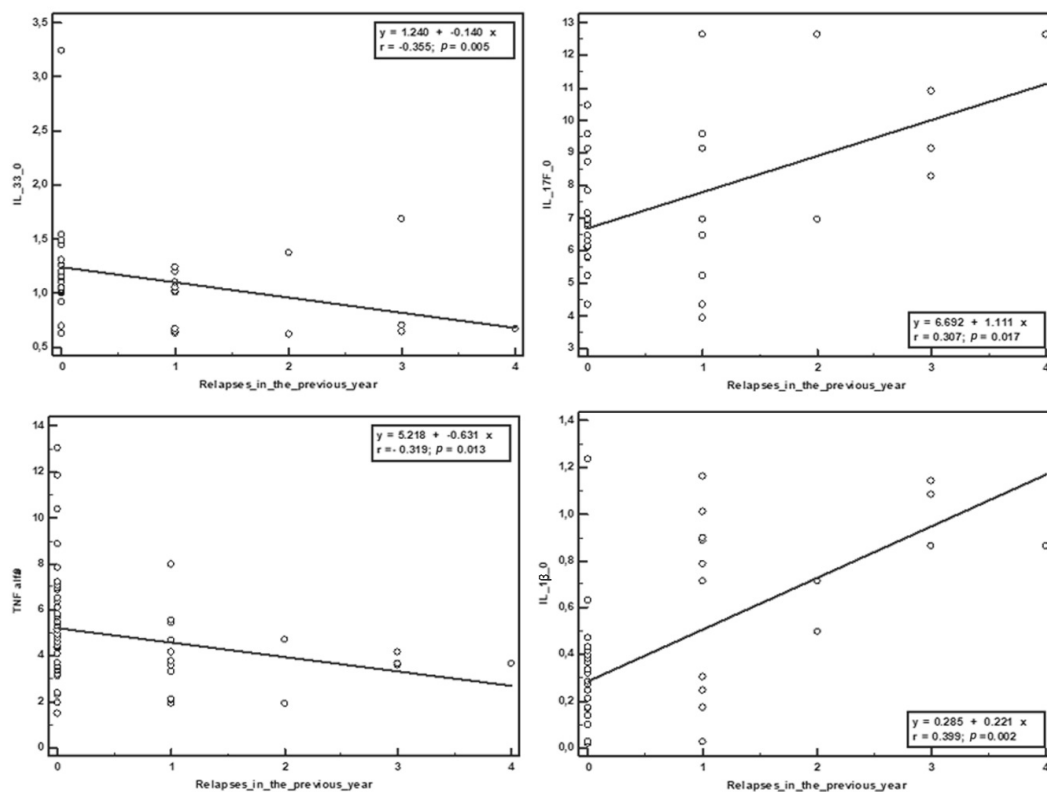 3,5
3,0
2,5
2,0
1,5
1,0
0,5
IL_33_0
y = 1.240 + -0.140 x
r = -0.355; p = 0.005
0 1 2 3 4
Relapses_in_the_previous_year
13
12
11
10
9
8
7
6
5
4
3
IL_17F_0
y = 6.692 + 1.111 x
r = 0.307; p = 0.017
0 1 2 3 4
Relapses_in_the_previous_year
14
12
10
8
6
4
2
0
TNF
y = 5.218 + -0.631 x
r =- 0.319; p = 0.013
0 1 2 3 4
Relapses_in_the_previous_year
1,4
1,2
1,0
0,8
0,6
0,4
0,2
0,0
IL_1β_0
y = 0.285 + 0.221 x
r = 0.399; p =0.002
0 1 2 3 4
Relapses_in_the_previous_year